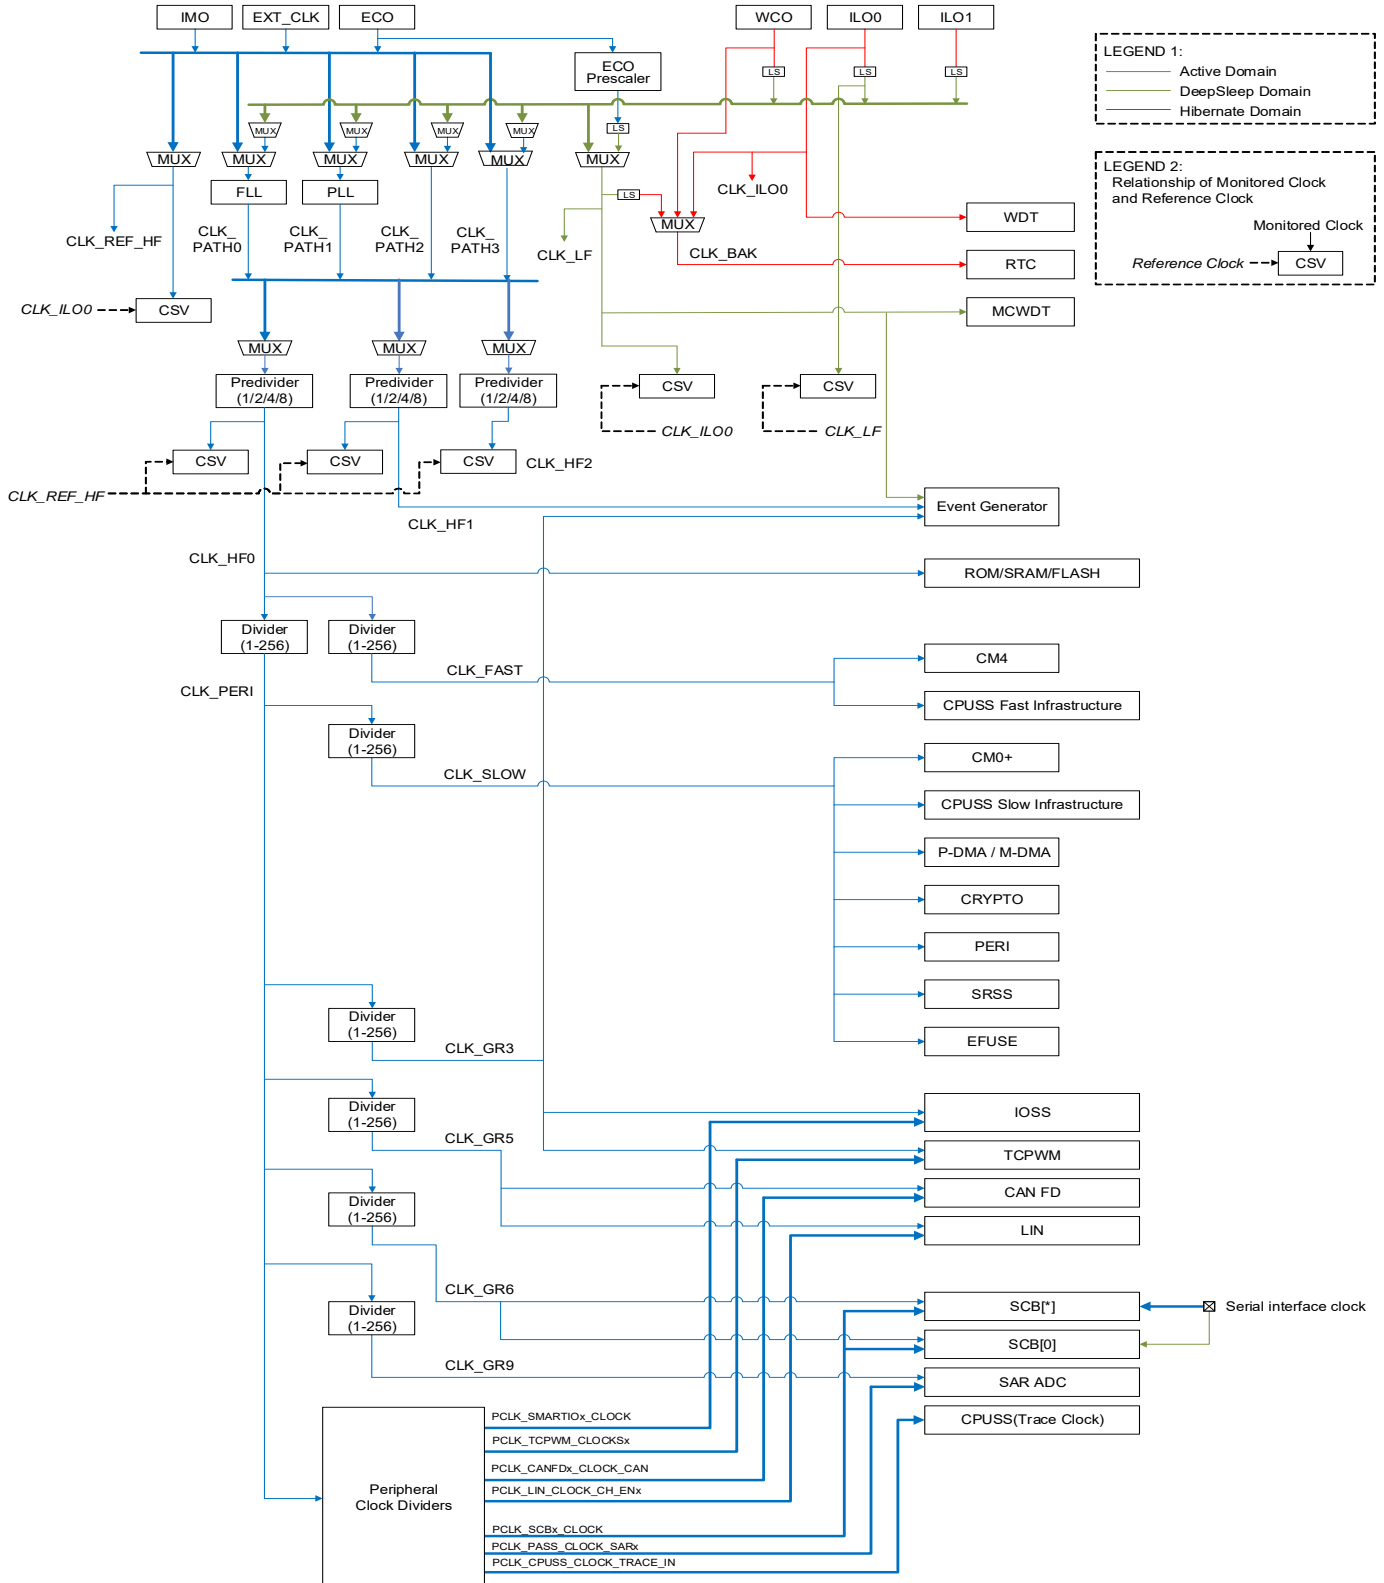 IMO
EXT_CLK
ECO
WCO
ILO0
ILO1
LEGEND 1:
Active Domain
DeepSleep Domain
Hibernate Domain
ECO
Prescaler
LS
LS
LS
LS
MUX
MUX
MUX
MUX
MUX
MUX
MUX
MUX
MUX
MUX
LEGEND 2:
Relationship of Monitored Clock
and Reference Clock
Monitored Clock
Reference Clock
CSV
FLL
PLL
LS
CLK_ILO0
MUX
WDT
CLK_REF_HF
CLK_
PATH0
CLK_
PATH1
CLK_
PATH2
CLK_
PATH3
CLK_LF
CLK_BAK
RTC
CLK_ILO0
CSV
MCWDT
MUX
MUX
MUX
Predivider
(1/2/4/8)
Predivider
(1/2/4/8)
Predivider
(1/2/4/8)
CSV
CSV
CLK_ILO0
CLK_LF
CSV
CSV
CSV
CLK_HF2
CLK_REF_HF
Event Generator
CLK_HF1
CLK_HF0
ROM/SRAM/FLASH
Divider
(1-256)
Divider
(1-256)
CLK_FAST
CM4
CLK_PERI
CPUSS Fast Infrastructure
Divider
(1-256)
CLK_SLOW
CM0+
CPUSS Slow Infrastructure
P-DMA / M-DMA
CRYPTO
PERI
SRSS
EFUSE
Divider
(1-256)
CLK_GR3
Divider
(1-256)
CLK_GR5
IOSS
TCPWM
CAN FD
LIN
Divider
(1-256)
CLK_GR6
SCB[*]
Serial interface clock
Divider
(1-256)
SCB[0]
CLK_GR9
SAR ADC
CPUSS(Trace Clock)
Peripheral
Clock Dividers
PCLK_SMARTIOx_CLOCK
PCLK_TCPWM_CLOCKSx
PCLK_CANFDx_CLOCK_CAN
PCLK_LIN_CLOCK_CH_ENx
PCLK_SCBx_CLOCK
PCLK_PASS_CLOCK_SARx
PCLK_CPUSS_CLOCK_TRACE_IN